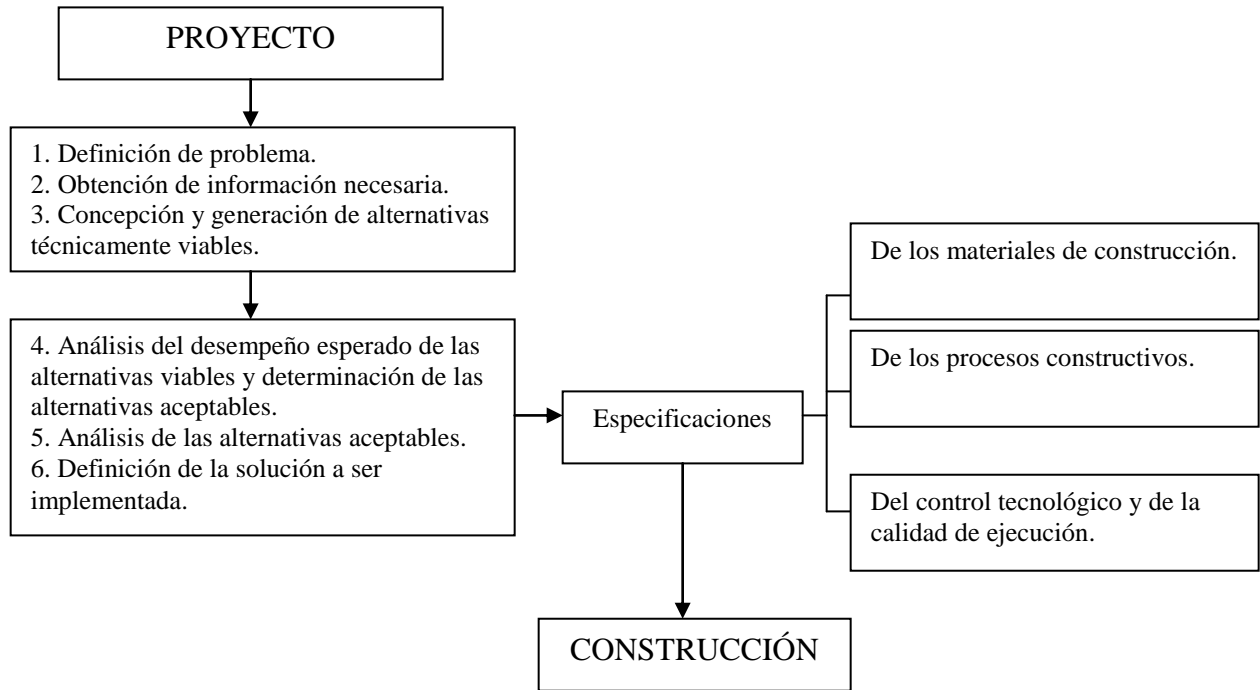 PROYECTO
1. Definición de problema.
2. Obtención de información necesaria.
3. Concepción y generación de alternativas
técnicamente viables.
4. Análisis del desempeño esperado de las
alternativas viables y determinación de las
alternativas aceptables.
5. Análisis de las alternativas aceptables.
6. Definición de la solución a ser
implementada.
Especificaciones
De los materiales de construcción.
De los procesos constructivos.
Del control tecnológico y de la
calidad de ejecución.
CONSTRUCCIÓN